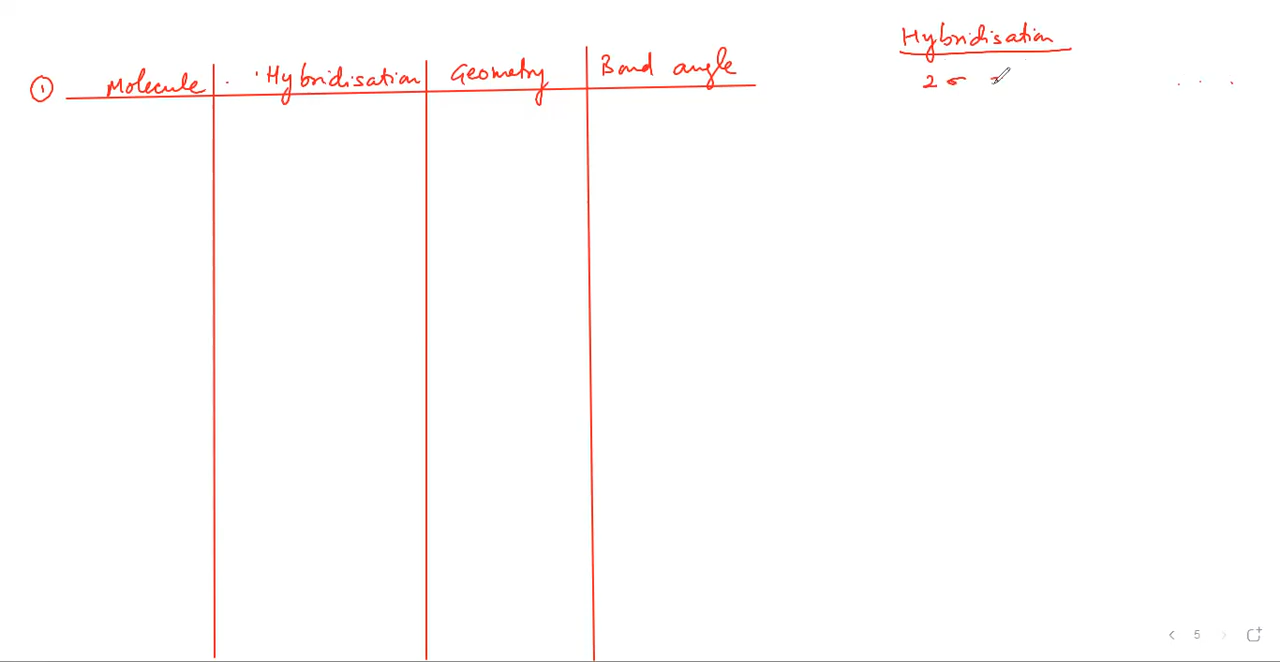 Hybridisation
① Molecule Hybridisation Geometry Bond angle
2σ
5